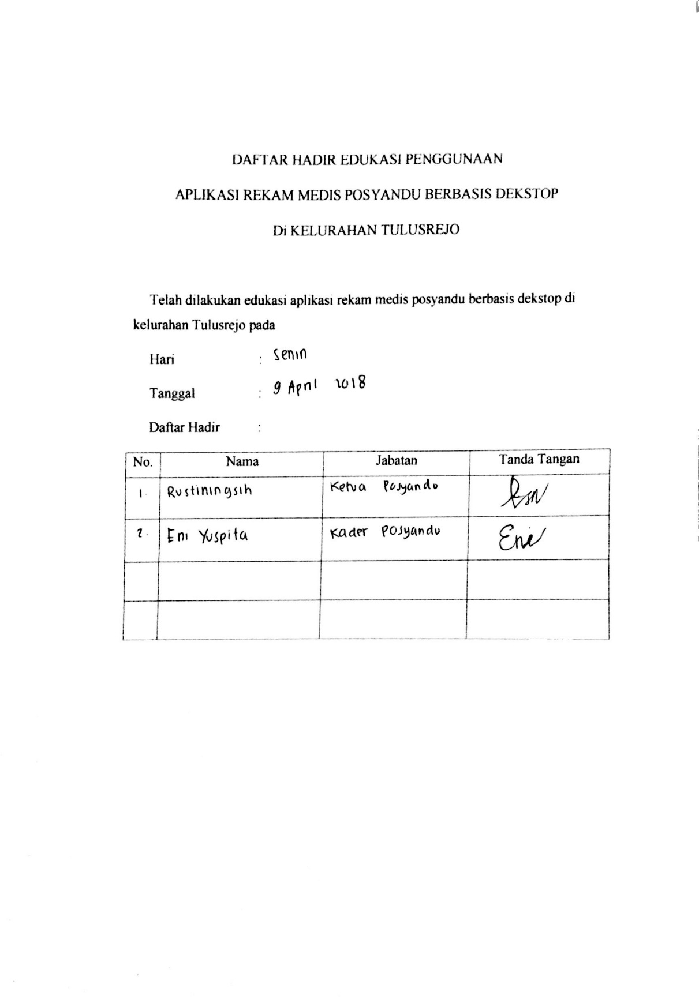 DAFTAR HADIR EDUKASI PENGGUNAAN
APLIKASI REKAM MEDIS POSYANDU BERBASIS DEKSTOP
Di KELURAHAN TULUSREJO
Telah dilakukan edukasi aplikasi rekam medis posyandu berbasis dekstop di
kelurahan Tulusrejo pada
Hari : Senin
Tanggal : 9 April 2018
Daftar Hadir :
No. Nama Jabatan Tanda Tangan
1. Rustiningsih Ketua Posyandu
2. Eni Yuspita Kader Posyandu Eni